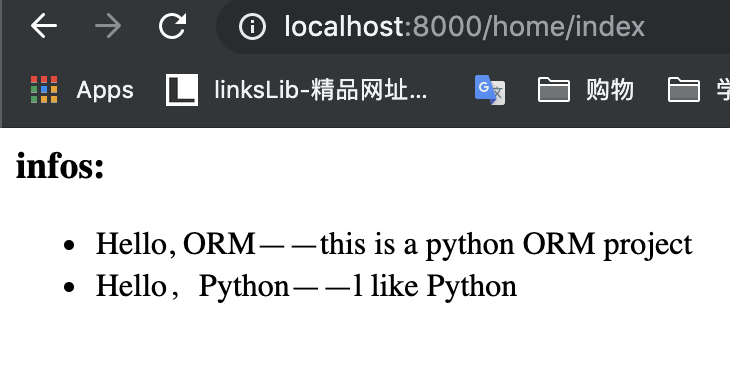 localhost:8000/home/index
Apps linksLib-精品网址... 购物 学
infos:
• Hello, ORM——this is a python ORM project
• Hello， Python——l like Python